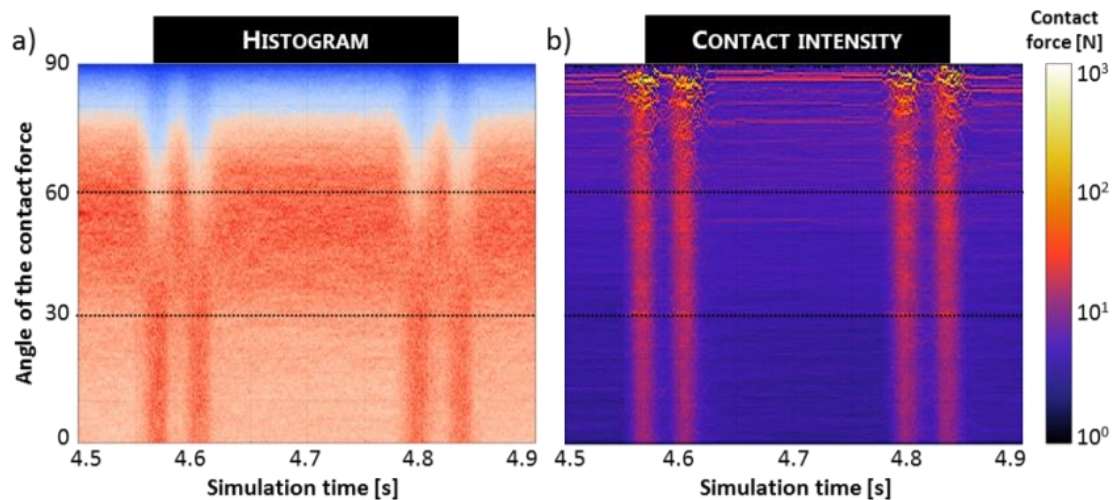 a)
HISTOGRAM
90
60
30
0
Angle of the contact force
4.5 4.6 4.7 4.8 4.9
Simulation time [s]
b)
CONTACT INTENSITY
4.5 4.6 4.7 4.8 4.9
Simulation time [s]
Contact
force [N]
10³
10²
10¹
10⁰